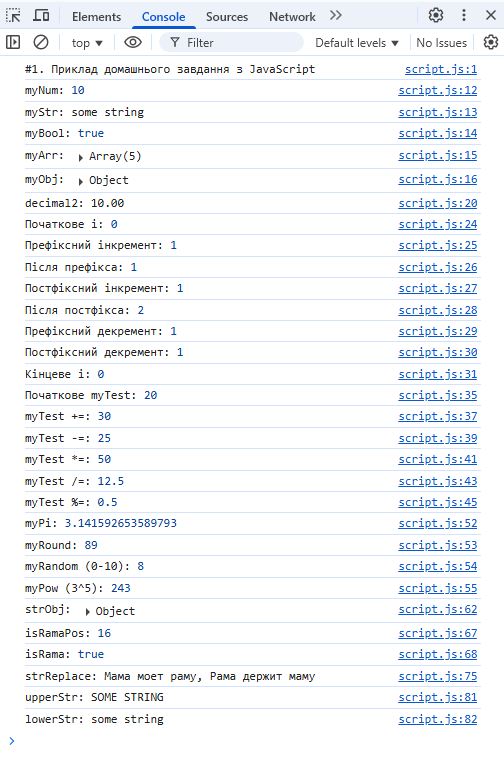 Elements Console Sources Network
top Filter Default levels No Issues
#1. Приклад домашнього завдання з JavaScript script.js:1
myNum: 10 script.js:12
myStr: some string script.js:13
myBool: true script.js:14
myArr: Array(5) script.js:15
myObj: Object script.js:16
decimal2: 10.00 script.js:20
Початкове i: 0 script.js:24
Префіксний інкремент: 1 script.js:25
Після префікса: 1 script.js:26
Постфіксний інкремент: 1 script.js:27
Після постфікса: 2 script.js:28
Префіксний декремент: 1 script.js:29
Постфіксний декремент: 1 script.js:30
Кінцеве i: 0 script.js:31
Початкове myTest: 20 script.js:35
myTest +=: 30 script.js:37
myTest -=: 25 script.js:39
myTest *=: 50 script.js:41
myTest /=: 12.5 script.js:43
myTest %=: 0.5 script.js:45
myPi: 3.141592653589793 script.js:52
myRound: 89 script.js:53
myRandom (0-10): 8 script.js:54
myPow (3^5): 243 script.js:55
strObj: Object script.js:62
isRamaPos: 16 script.js:67
isRama: true script.js:68
strReplace: Мама моет раму, Рама держит маму script.js:75
upperStr: SOME STRING script.js:81
lowerStr: some string script.js:82